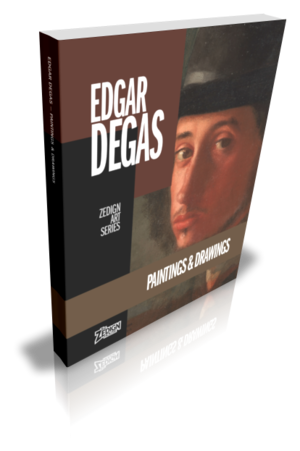 EDGAR DEGAS – PAINTINGS & DRAWINGS
EDGAR
DEGAS
ZEDIGN
ART
SERIES
PAINTINGS & DRAWINGS
ZEDIGN